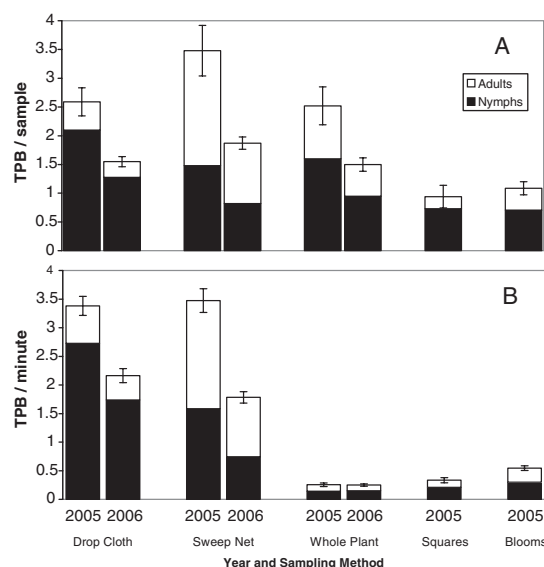 4
3.5
3
2.5
2
1.5
1
0.5
0
TPB / sample
A
Adults
Nymphs
4
3.5
3
2.5
2
1.5
1
0.5
0
TPB / minute
B
2005 2006 2005 2006 2005 2006 2005 2005
Drop Cloth Sweep Net Whole Plant Squares Blooms
Year and Sampling Method